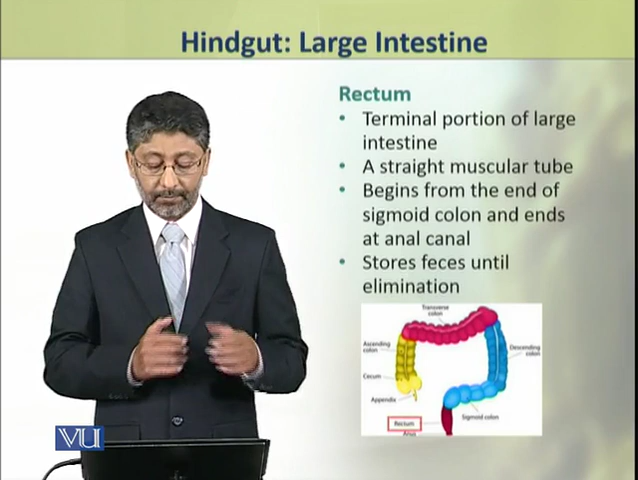 Hindgut: Large Intestine
Rectum
• Terminal portion of large
intestine
• A straight muscular tube
• Begins from the end of
sigmoid colon and ends
at anal canal
• Stores feces until
elimination
Transverse
colon
Ascending
colon
Descending
colon
Cecum
Appendix
Sigmoid colon
Rectum
Anus
VU